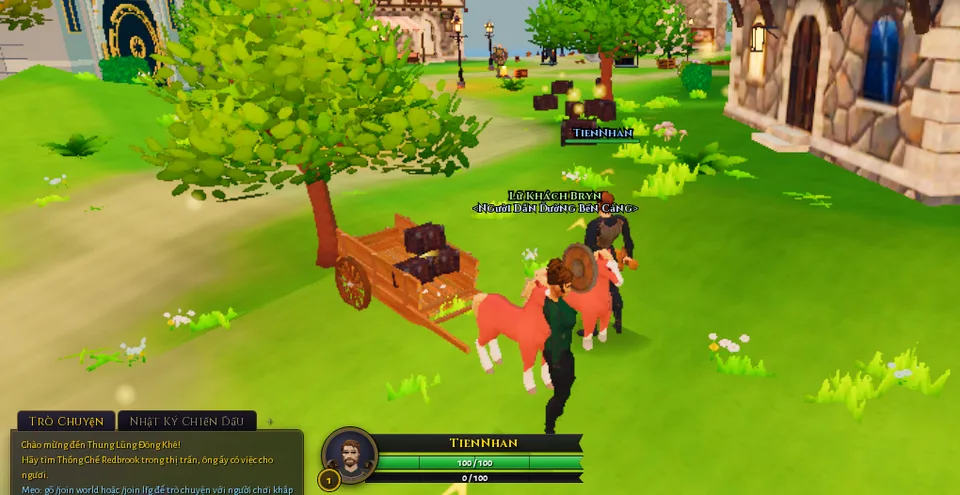 TienNhan
Lữ Khách Bryn
<Người Dẫn Đường Bến Cảng>
Trò Chuyện
Nhật Ký Chiến Đấu
+
Chào mừng đến Thung Lũng Đông Khê!
Hãy tìm Thống Chế Redbrook trong thị trấn, ông ấy có việc cho
ngươi.
Mẹo: gõ /join world hoặc /join lfg để trò chuyện với người chơi khắp
TienNhan
100 / 100
0 / 100
1